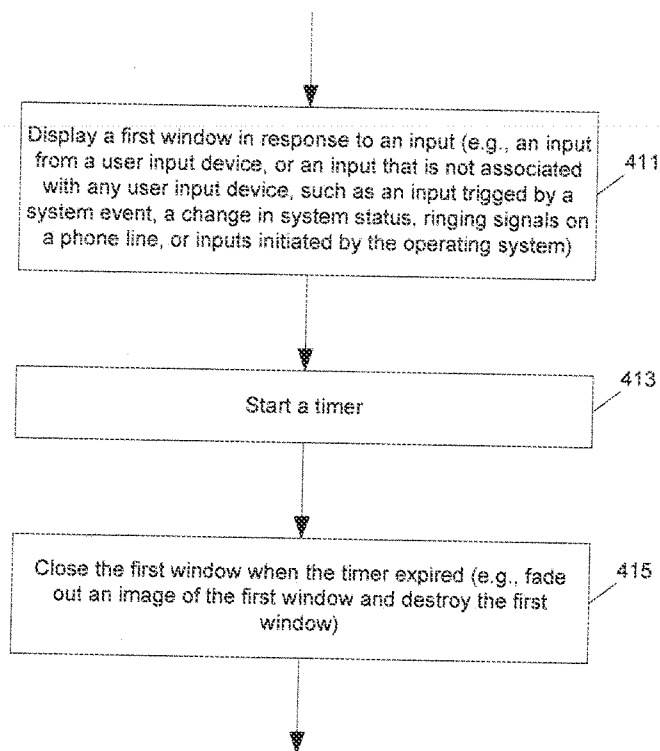 Display a first window in response to an input (e.g., an input
from a user input device, or an input that is not associated
with any user input device, such as an input trigged by a
system event, a change in system status, ringing signals on
a phone line, or inputs initiated by the operating system)
411
Start a timer
413
Close the first window when the timer expired (e.g., fade
out an image of the first window and destroy the first
window)
415